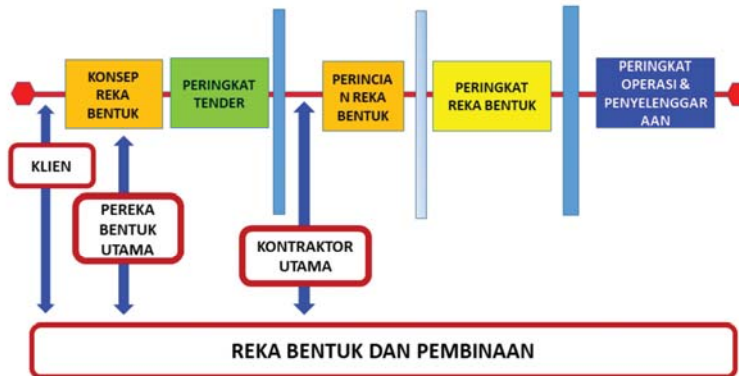 KONSEP
REKA
BENTUK
PERINGKAT
TENDER
PERINCIA
N REKA
BENTUK
PERINGKAT
REKA BENTUK
PERINGKAT
OPERASI &
PENYELENGGAR
AAN
KLIEN
PEREKA
BENTUK
UTAMA
KONTRAKTOR
UTAMA
REKA BENTUK DAN PEMBINAAN